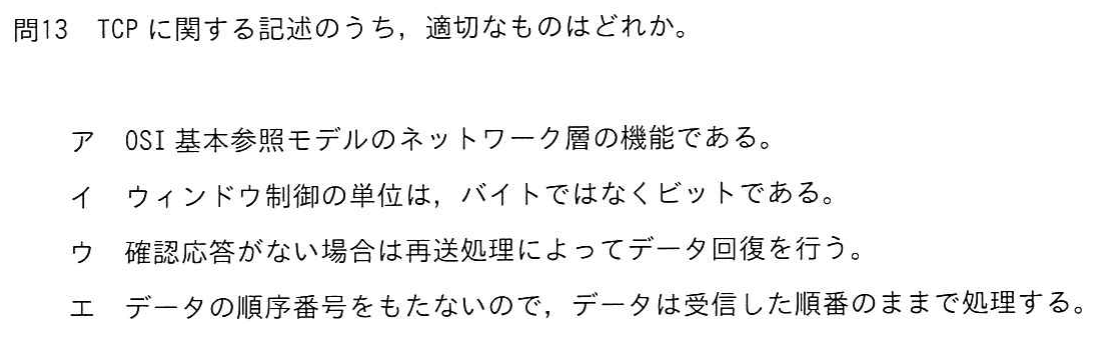 問13 TCP に関する記述のうち，適切なものはどれか。
ア OSI 基本参照モデルのネットワーク層の機能である。
イ ウィンドウ制御の単位は，バイトではなくビットである。
ウ 確認応答がない場合は再送処理によってデータ回復を行う。
エ データの順序番号をもたないので，データは受信した順番のままで処理する。